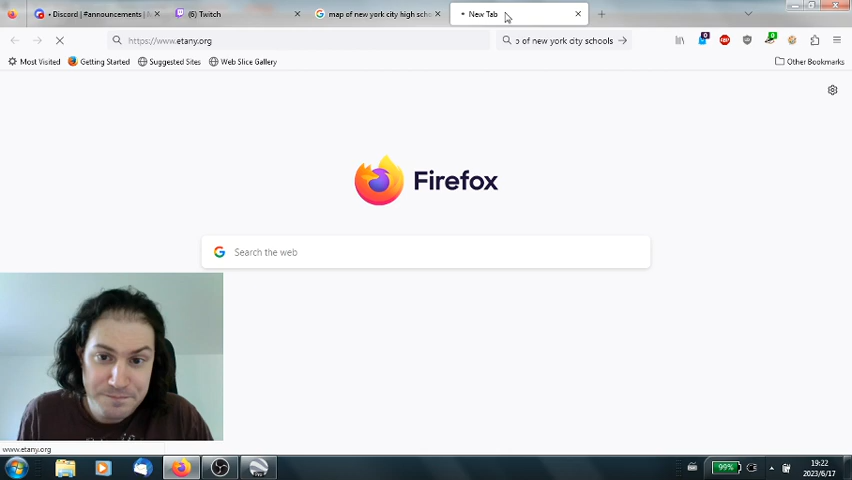 • Discord | #announcements |
(6) Twitch
map of new york city high scho
New Tab
https://www.etany.org
of new york city schools
0
0
Most Visited
Getting Started
Suggested Sites
Web Slice Gallery
Other Bookmarks
Firefox
Search the web
www.etany.org
99%
19:22
2023/6/17